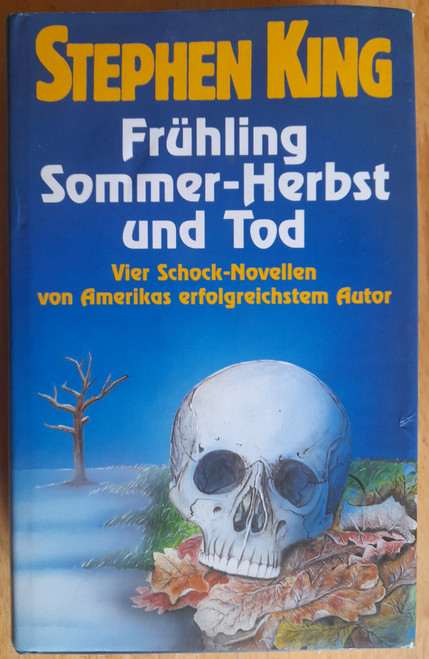 STEPHEN KING
Frühling
Sommer-Herbst
und Tod
Vier Schock-Novellen
von Amerikas erfolgreichstem Autor